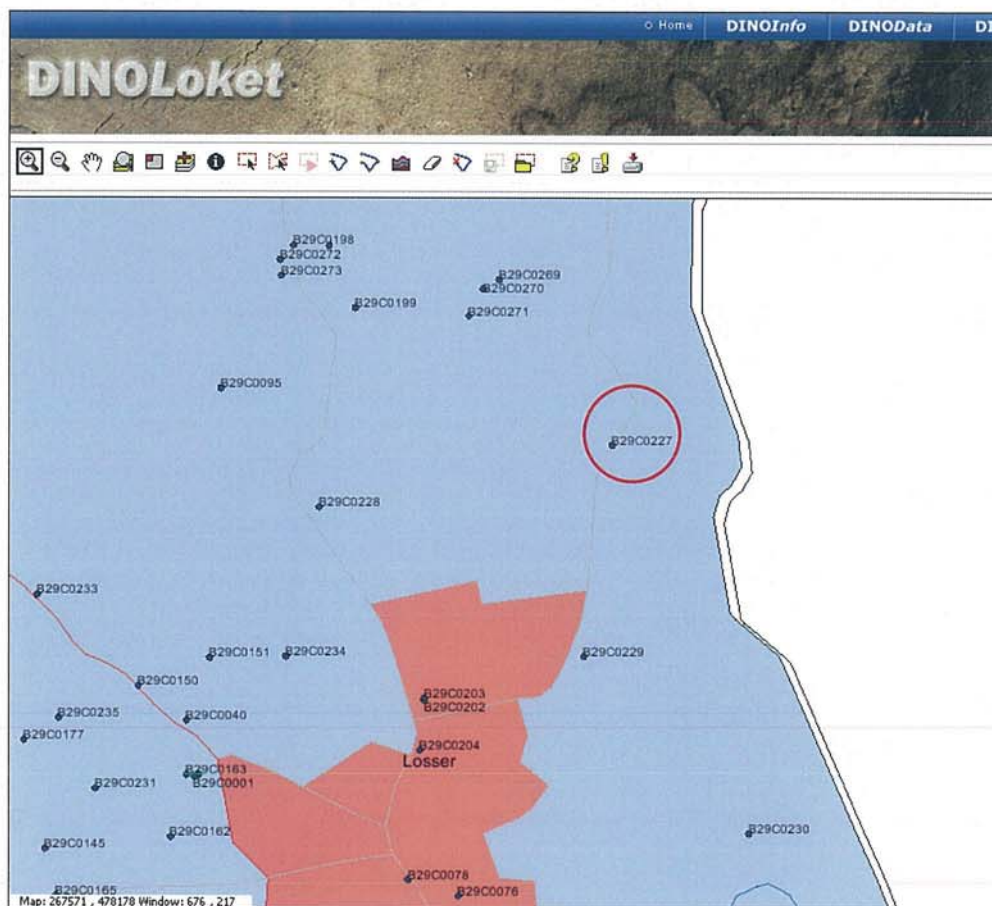 Home DINOInfo DINOData DI
DINOLoket
B29C0198
B29C0272
B29C0273
B29C0269
B29C0270
B29C0199
B29C0271
B29C0095
B29C0227
B29C0228
B29C0233
B29C0151
B29C0234
B29C0229
B29C0150
B29C0203
B29C0202
B29C0235
B29C0040
B29C0177
B29C0204
Losser
B29C0163
B29C0001
B29C0231
B29C0162
B29C0230
B29C0145
B29C0078
B29C0165
B29C0076
Map: 267571 , 478178 Window: 676 , 217